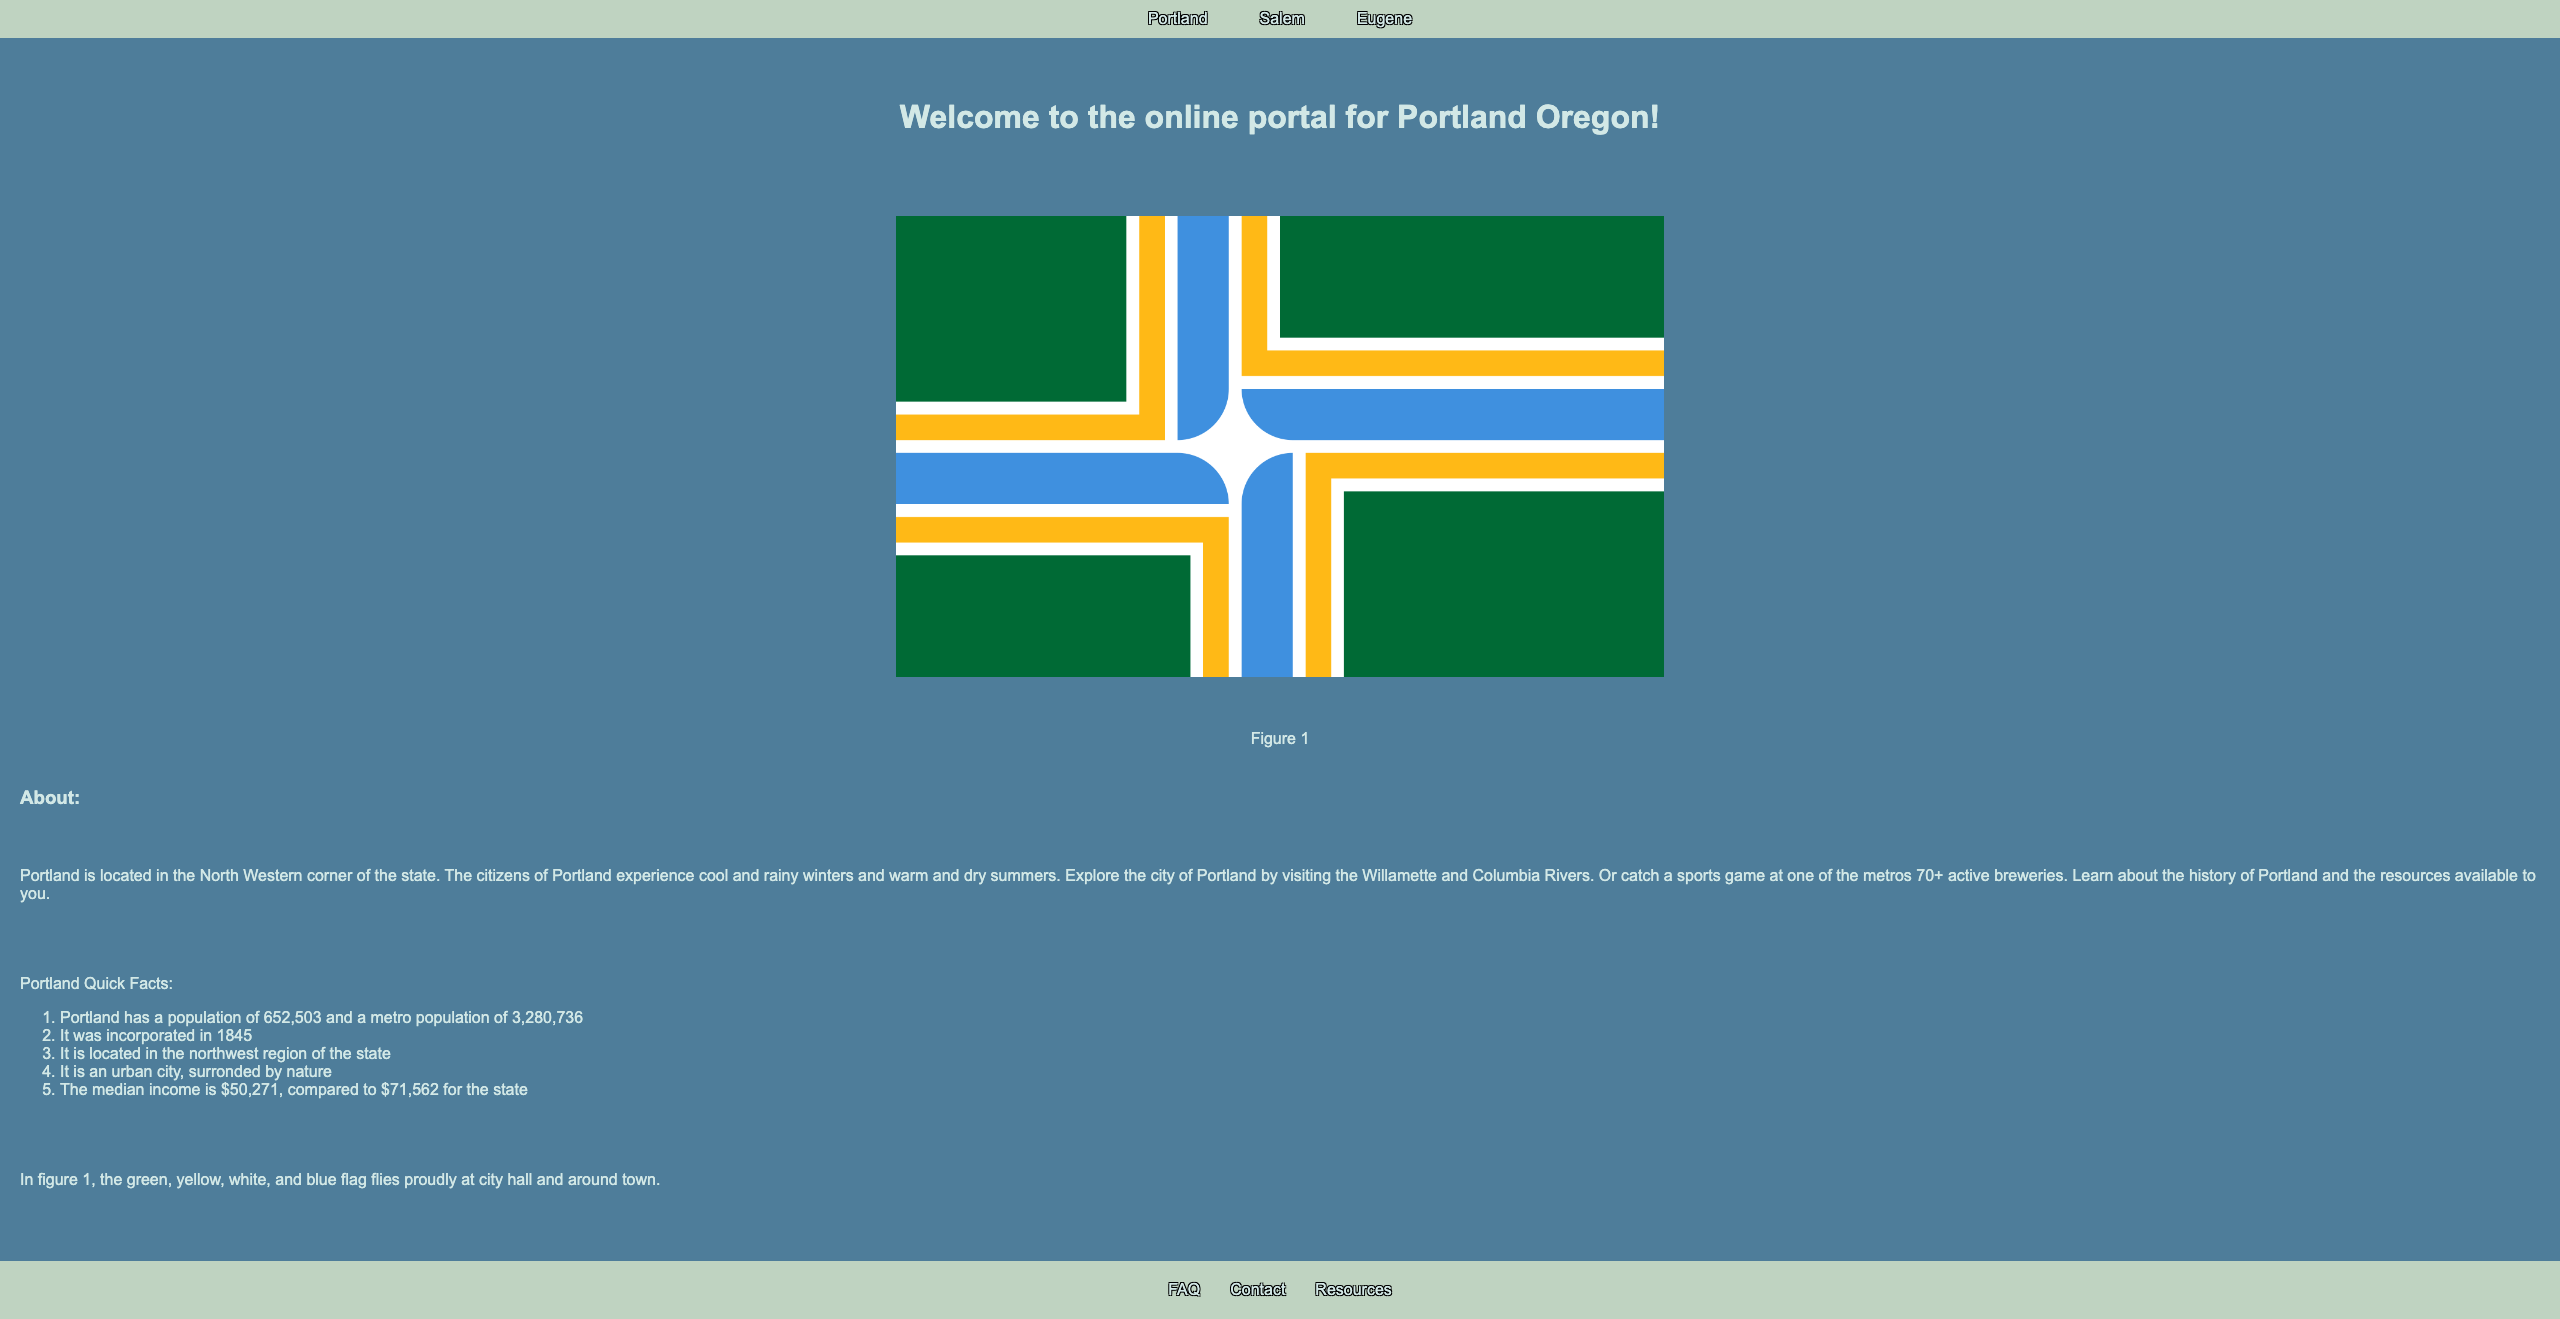 Portland Salem Eugene
Welcome to the online portal for Portland Oregon!
Figure 1
About:
Portland is located in the North Western corner of the state. The citizens of Portland experience cool and rainy winters and warm and dry summers. Explore the city of Portland by visiting the Willamette and Columbia Rivers. Or catch a sports game at one of the metros 70+ active breweries. Learn about the history of Portland and the resources available to
you.
Portland Quick Facts:
1. Portland has a population of 652,503 and a metro population of 3,280,736
2. It was incorporated in 1845
3. It is located in the northwest region of the state
4. It is an urban city, surronded by nature
5. The median income is $50,271, compared to $71,562 for the state
In figure 1, the green, yellow, white, and blue flag flies proudly at city hall and around town.
FAQ Contact Resources